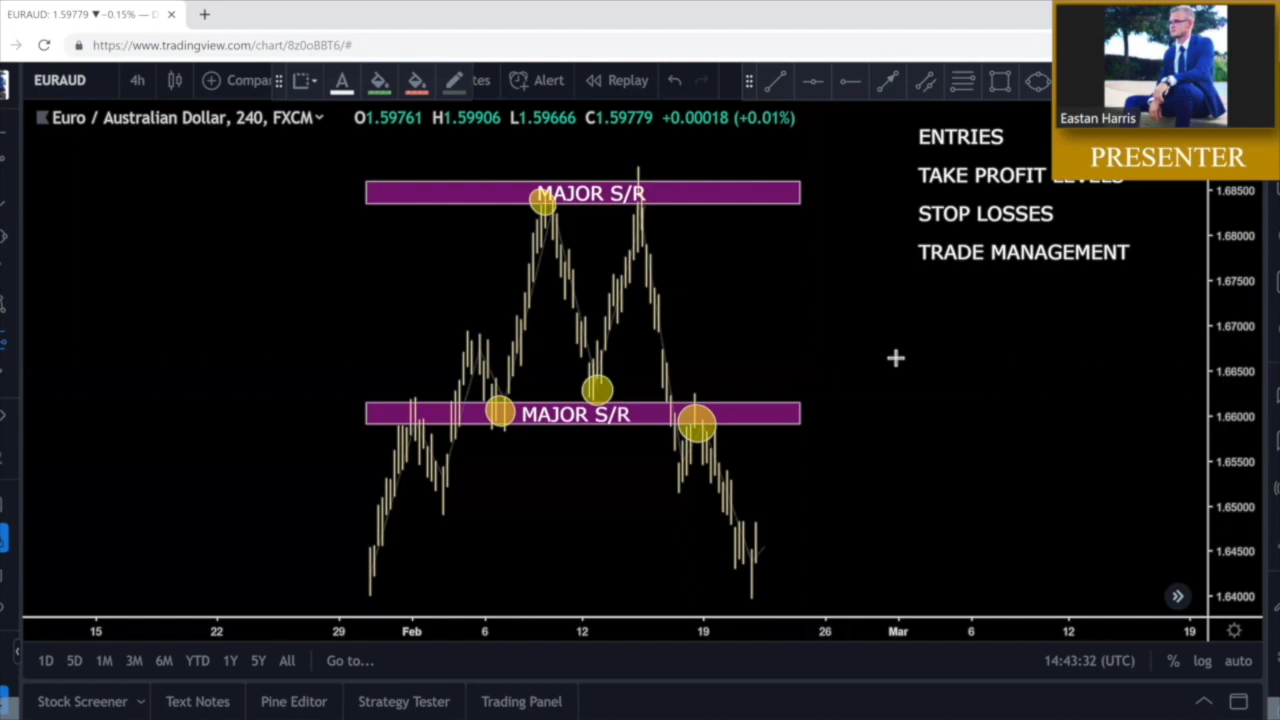 EURAUD: 1.59779 ▼ −0.15% —
https://www.tradingview.com/chart/8z0oBBT6/#
EURAUD 4h Compar tes Alert Replay
Eastan Harris
PRESENTER
Euro / Australian Dollar, 240, FXCM O1.59761 H1.59906 L1.59666 C1.59779 +0.00018 (+0.01%)
ENTRIES
TAKE PROFIT LEVELS
STOP LOSSES
TRADE MANAGEMENT
MAJOR S/R
MAJOR S/R
1.68500
1.68000
1.67500
1.67000
1.66500
1.66000
1.65500
1.65000
1.64500
1.64000
15 22 29 Feb 6 12 19 26 Mar 6 12 19
1D 5D 1M 3M 6M YTD 1Y 5Y All Go to... 14:43:32 (UTC) % log auto
Stock Screener Text Notes Pine Editor Strategy Tester Trading Panel